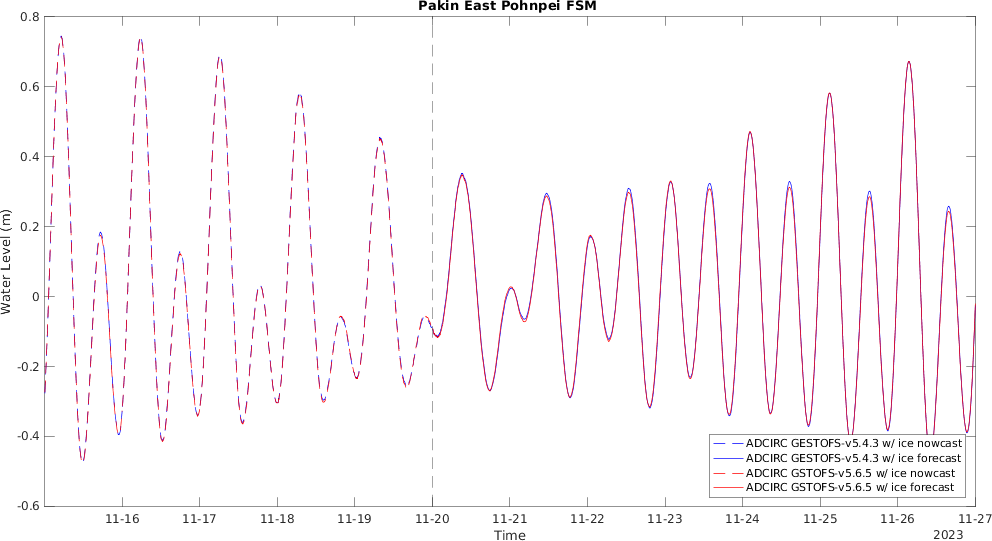 Pakin East Pohnpei FSM
0.8
0.6
0.4
0.2
0
-0.2
-0.4
-0.6
Water Level (m)
ADCIRC GESTOFS-v5.4.3 w/ ice nowcast
ADCIRC GESTOFS-v5.4.3 w/ ice forecast
ADCIRC GSTOFS-v5.6.5 w/ ice nowcast
ADCIRC GSTOFS-v5.6.5 w/ ice forecast
11-16 11-17 11-18 11-19 11-20 11-21 11-22 11-23 11-24 11-25 11-26 11-27
Time
2023